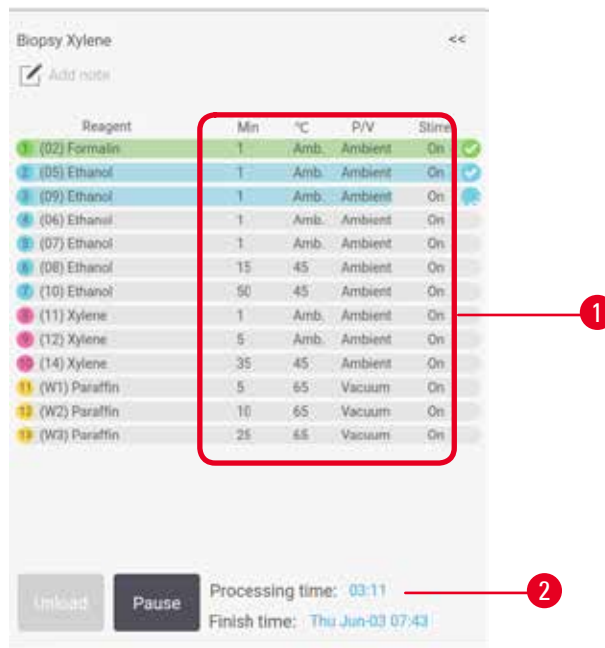 Biopsy Xylene <<
Add note
Reagent Min °C P/V Stirrer
1 (02) Formalin 1 Amb. Ambient On
2 (05) Ethanol 1 Amb. Ambient On
3 (09) Ethanol 1 Amb. Ambient On
4 (06) Ethanol 1 Amb. Ambient On
5 (07) Ethanol 1 Amb. Ambient On
6 (08) Ethanol 15 45 Ambient On
7 (10) Ethanol 50 45 Ambient On
8 (11) Xylene 1 Amb. Ambient On
9 (12) Xylene 5 Amb. Ambient On
10 (14) Xylene 35 45 Ambient On
11 (W1) Paraffin 5 65 Vacuum On
12 (W2) Paraffin 10 65 Vacuum On
13 (W3) Paraffin 25 65 Vacuum On
1
Unload
Pause
Processing time: 03:11
2
Finish time: Thu Jun-03 07:43